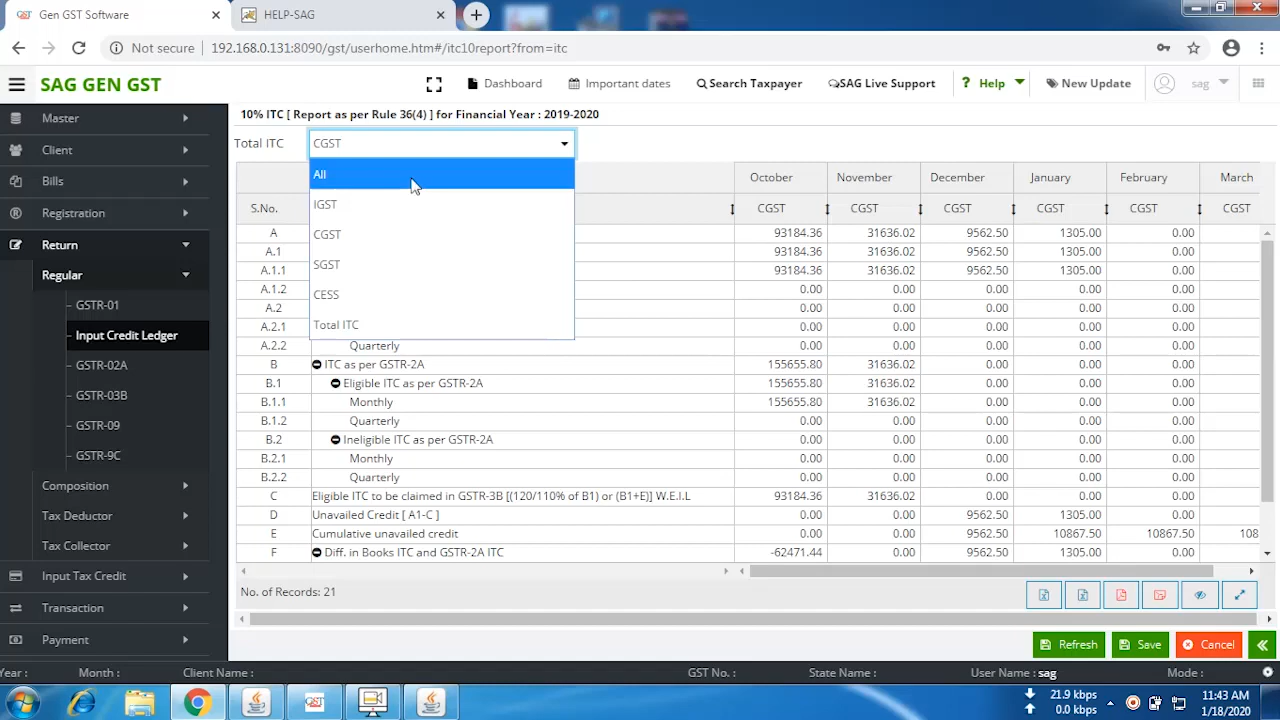 Gen GST Software
HELP-SAG
Not secure 192.168.0.131:8090/gst/userhome.htm#/itc10report?from=itc
SAG GEN GST Dashboard Important dates Search Taxpayer SAG Live Support ? Help New Update sag
Master
Client
Bills
Registration
Return
Regular
GSTR-01
Input Credit Ledger
GSTR-02A
GSTR-03B
GSTR-09
GSTR-9C
Composition
Tax Deductor
Tax Collector
Input Tax Credit
Transaction
Payment
10% ITC [ Report as per Rule 36(4) ] for Financial Year : 2019-2020
Total ITC CGST
All
IGST
CGST
SGST
CESS
Total ITC
October November December January February March
S.No. CGST CGST CGST CGST CGST CGST
A 93184.36 31636.02 9562.50 1305.00 0.00
A.1 93184.36 31636.02 9562.50 1305.00 0.00
A.1.1 93184.36 31636.02 9562.50 1305.00 0.00
A.1.2 0.00 0.00 0.00 0.00 0.00
A.2 0.00 0.00 0.00 0.00 0.00
A.2.1 0.00 0.00 0.00 0.00 0.00
A.2.2 Quarterly 0.00 0.00 0.00 0.00 0.00
B ITC as per GSTR-2A 155655.80 31636.02 0.00 0.00 0.00
B.1 Eligible ITC as per GSTR-2A 155655.80 31636.02 0.00 0.00 0.00
B.1.1 Monthly 155655.80 31636.02 0.00 0.00 0.00
B.1.2 Quarterly 0.00 0.00 0.00 0.00 0.00
B.2 Ineligible ITC as per GSTR-2A 0.00 0.00 0.00 0.00 0.00
B.2.1 Monthly 0.00 0.00 0.00 0.00 0.00
B.2.2 Quarterly 0.00 0.00 0.00 0.00 0.00
C Eligible ITC to be claimed in GSTR-3B [(120/110% of B1) or (B1+E)] W.E.I.L 93184.36 31636.02 0.00 0.00 0.00
D Unavailed Credit [ A1-C ] 0.00 0.00 9562.50 1305.00 0.00
E Cumulative unavailed credit 0.00 0.00 9562.50 10867.50 10867.50 108
F Diff. in Books ITC and GSTR-2A ITC -62471.44 0.00 9562.50 1305.00 0.00
No. of Records: 21
Refresh Save Cancel
Year : Month : Client Name : GST No. : State Name : User Name : sag Mode :
21.9 kbps
0.0 kbps
11:43 AM
1/18/2020